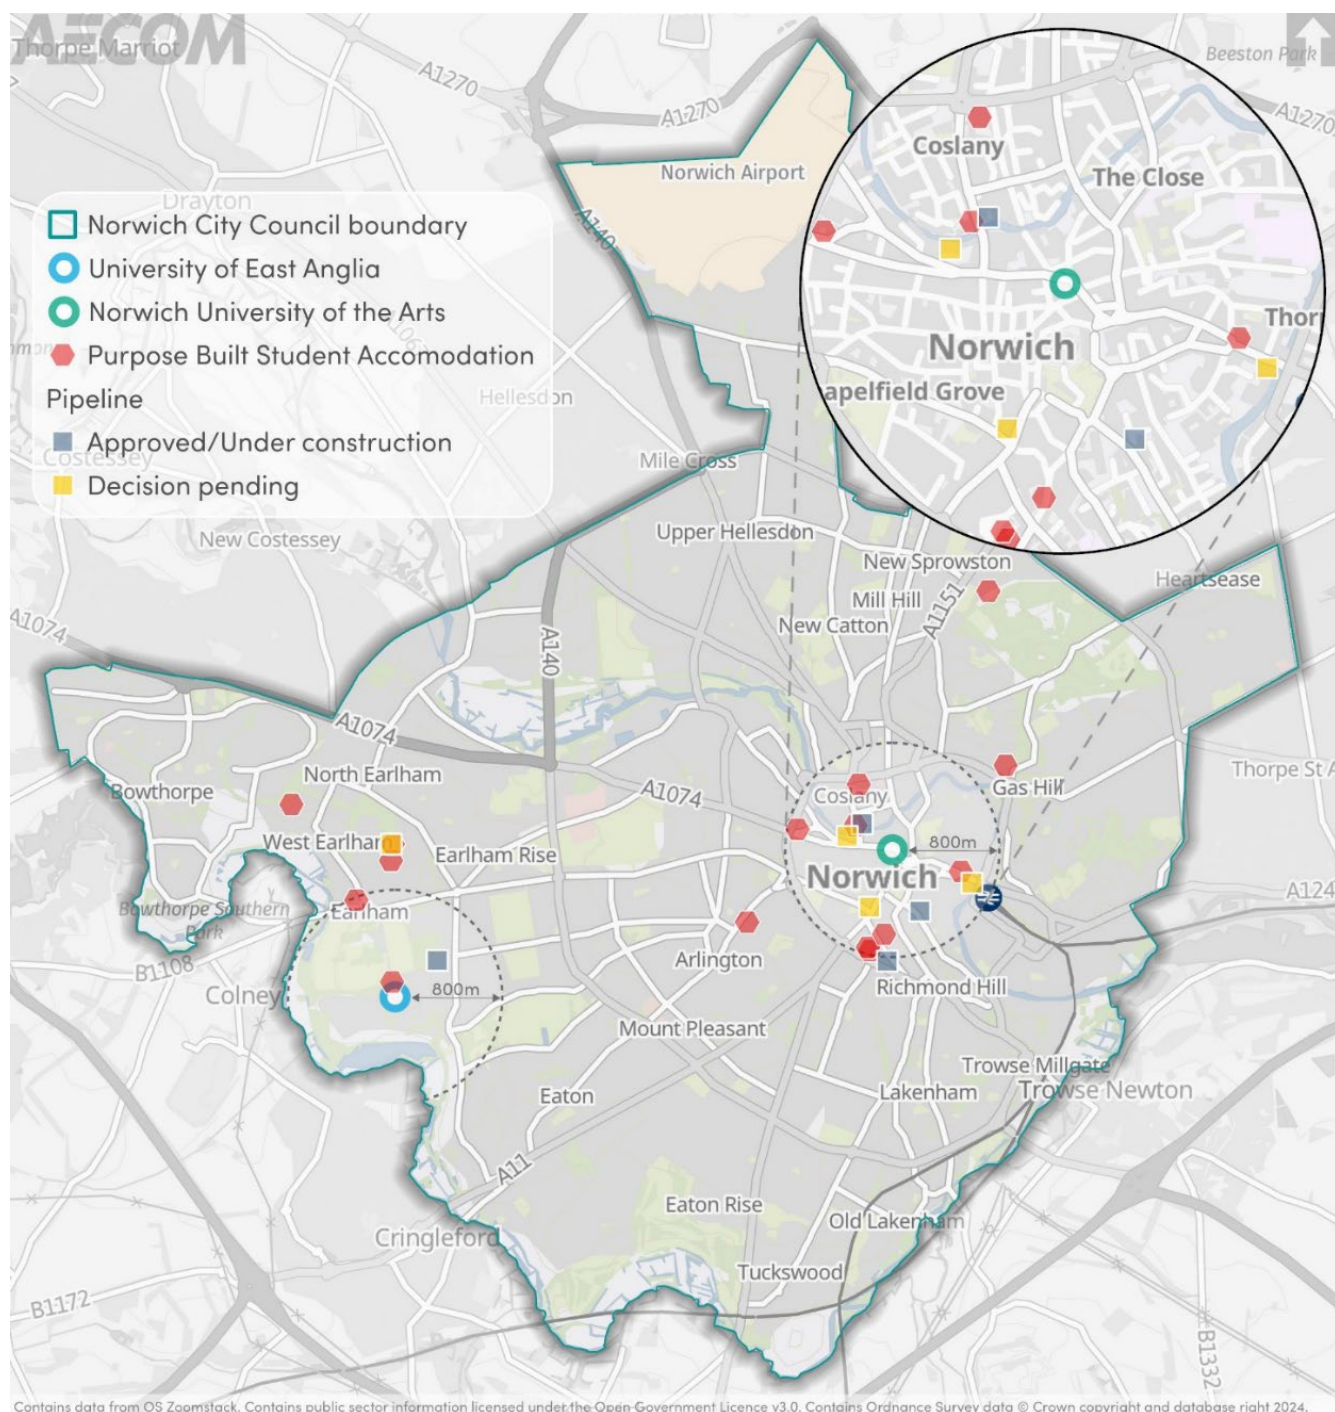 AECOM
Thorpe Marriot
Beeston Park
A1270
A1270
A1270
Norwich Airport
A140
Drayton
Norwich City Council boundary
University of East Anglia
Norwich University of the Arts
Purpose Built Student Accomodation
Pipeline
Approved/Under construction
Decision pending
Hellesdon
Costessey
New Costessey
Coslany
The Close
Norwich
Thor
apelfield Grove
Mile Cross
Upper Hellesdon
New Sprowston
Heartsease
Mill Hill
A1151
New Catton
A1074
A140
A1074
North Earlham
Bowthorpe
A1074
Coslany
Gas Hill
Thorpe St A
West Earlham
Earlham Rise
800m
Norwich
A124
Bowthorpe Southern
Park
Earlham
B1108
Arlington
Colney
800m
Richmond Hill
Mount Pleasant
Trowse Millgate
Trowse Newton
Eaton
Lakenham
A11
Eaton Rise
Old Lakenham
Cringleford
Tuckswood
B1172
B1332
Contains data from OS Zoomstack. Contains public sector information licensed under the Open Government Licence v3.0. Contains Ordnance Survey data © Crown copyright and database right 2024.